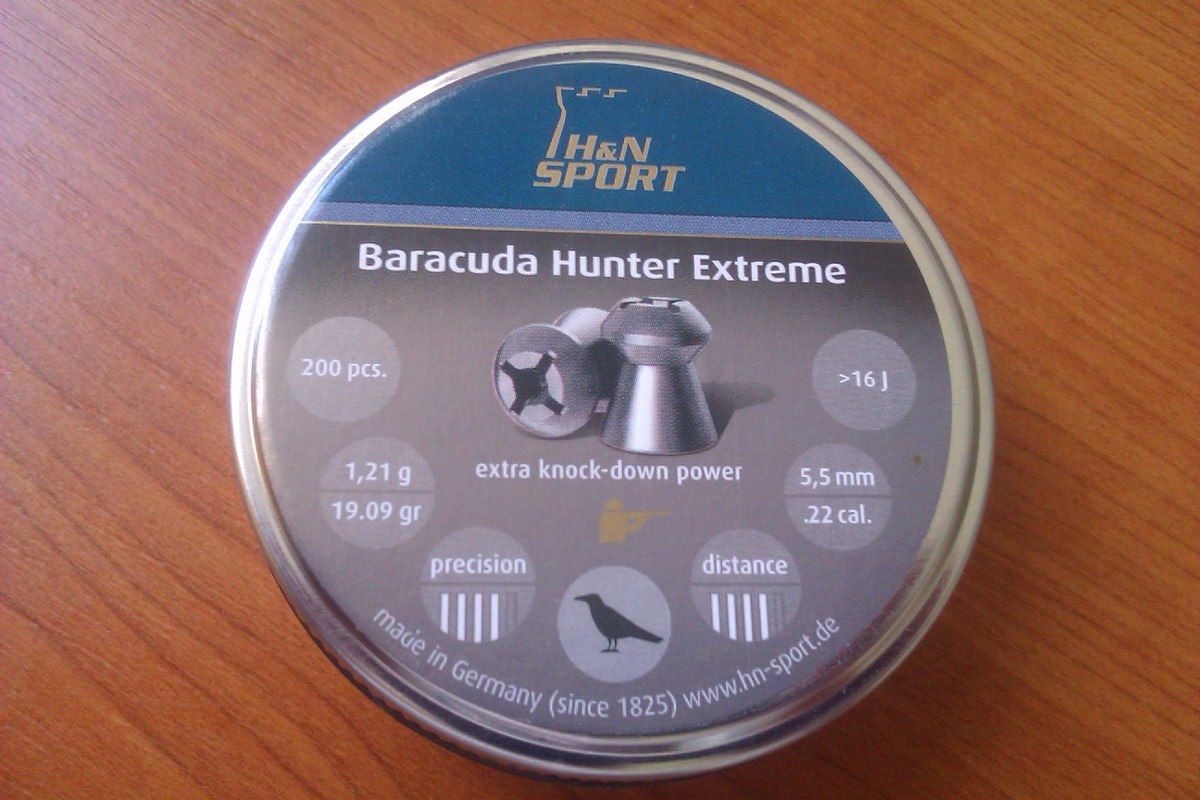 H&N
SPORT
Baracuda Hunter Extreme
200 pcs.
>16 J
1,21 g
19.09 gr
extra knock-down power
5,5 mm
.22 cal.
precision
distance
made in Germany (since 1825) www.hn-sport.de